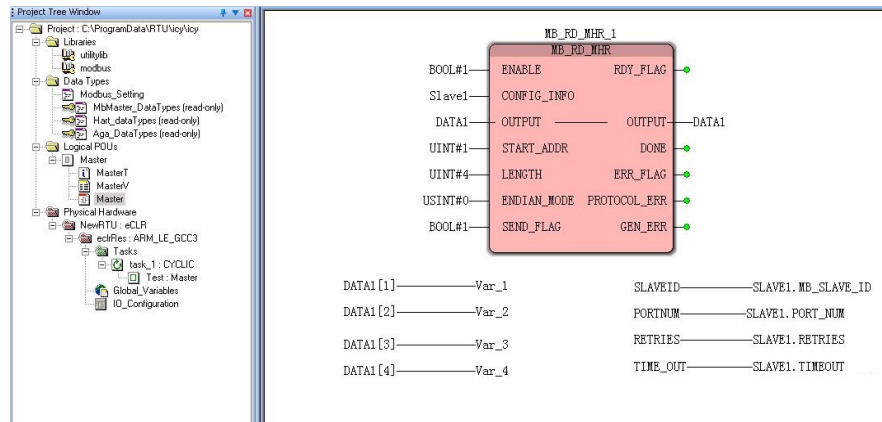 Project Tree Window
Project : C:\ProgramData\RTU\icy\icy
Libraries
utilitylib
modbus
Data Types
Modbus_Setting
MbMaster_DataTypes (read-only)
Hart_dataTypes (read-only)
Aga_DataTypes (read-only)
Logical POUs
Master
MasterT
MasterV
Master
Physical Hardware
NewRTU : eCLR
eclrRes : ARM_LE_GCC3
Tasks
task_1 : CYCLIC
Test : Master
Global_Variables
IO_Configuration
MB_RD_MHR_1
MB_RD_MHR
BOOL#1 ENABLE RDY_FLAG
Slave1 CONFIG_INFO
DATA1 OUTPUT OUTPUT DATA1
UINT#1 START_ADDR DONE
UINT#4 LENGTH ERR_FLAG
USINT#0 ENDIAN_MODE PROTOCOL_ERR
BOOL#1 SEND_FLAG GEN_ERR
DATA1[1] Var_1
DATA1[2] Var_2
DATA1[3] Var_3
DATA1[4] Var_4
SLAVEID SLAVE1.MB_SLAVE_ID
PORTNUM SLAVE1.PORT_NUM
RETRIES SLAVE1.RETRIES
TIME_OUT SLAVE1.TIMEOUT